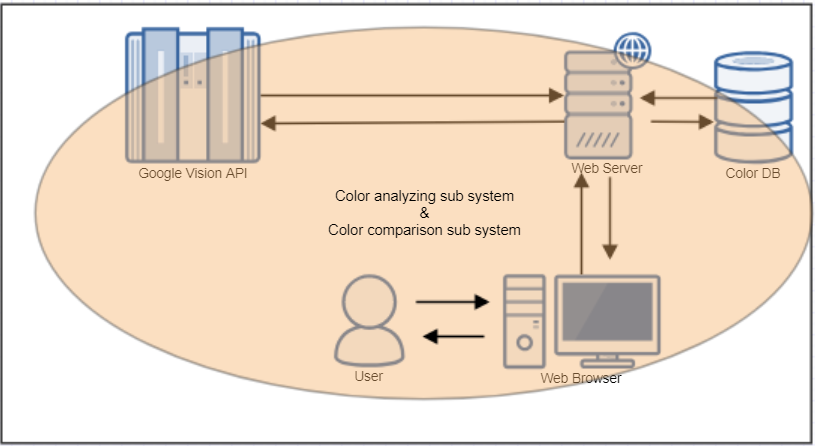 Google Vision API
Web Server
Color DB
Color analyzing sub system
&
Color comparison sub system
User
Web Browser